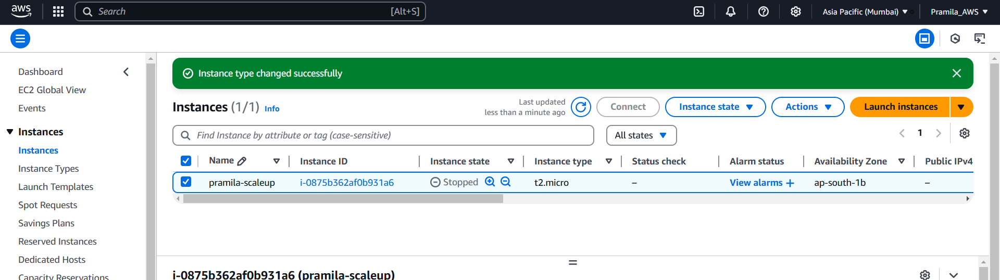 aws
Search [Alt+S]
Asia Pacific (Mumbai)
Pramila_AWS
Dashboard
EC2 Global View
Events
Instances
Instances
Instance Types
Launch Templates
Spot Requests
Savings Plans
Reserved Instances
Dedicated Hosts
Capacity Reservations
Instance type changed successfully
Instances (1/1) Info
Last updated
less than a minute ago
Connect
Instance state
Actions
Launch instances
Find Instance by attribute or tag (case-sensitive)
All states
1
Name Instance ID Instance state Instance type Status check Alarm status Availability Zone Public IPv4
pramila-scaleup i-0875b362af0b931a6 Stopped t2.micro – View alarms + ap-south-1b –
i-0875b362af0b931a6 (pramila-scaleup)